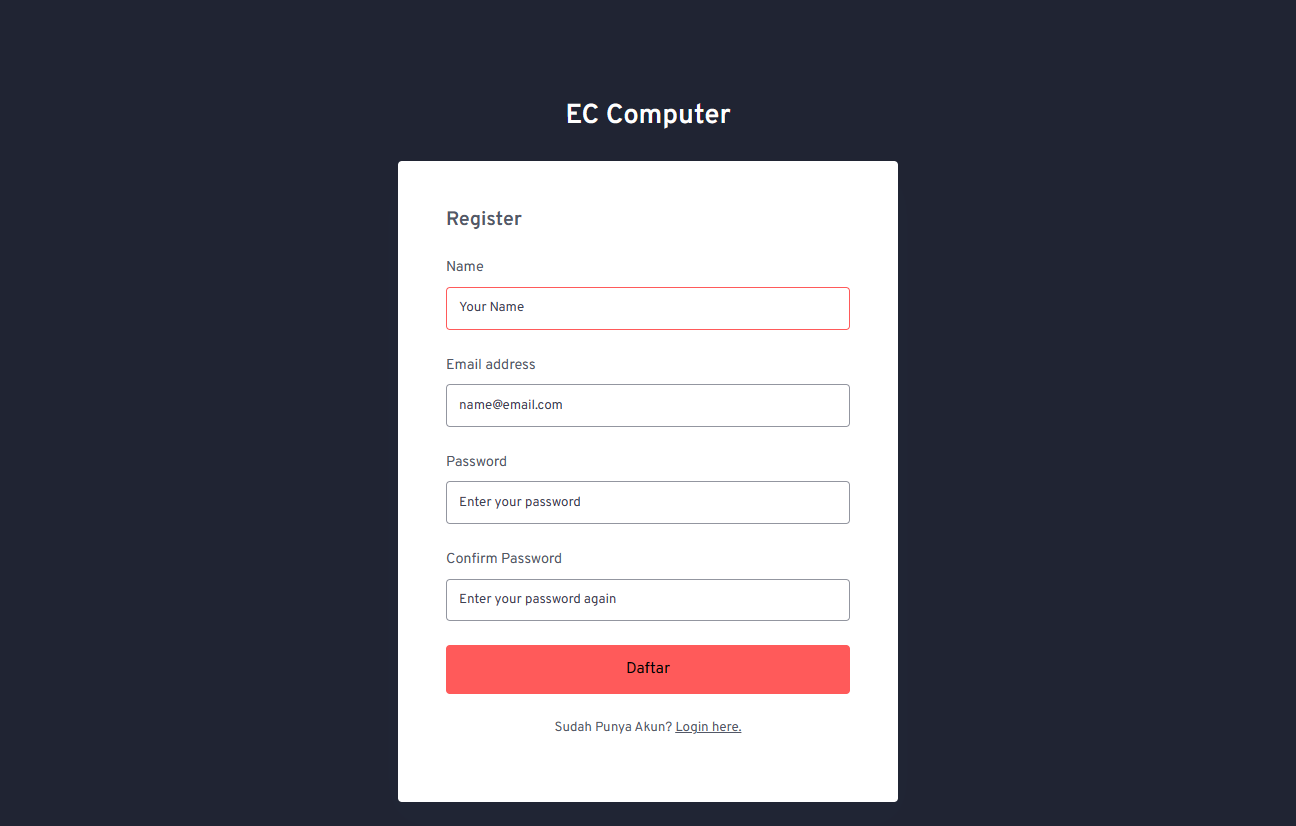 EC Computer
Register
Name
Your Name
Email address
name@email.com
Password
Enter your password
Confirm Password
Enter your password again
Daftar
Sudah Punya Akun? Login here.